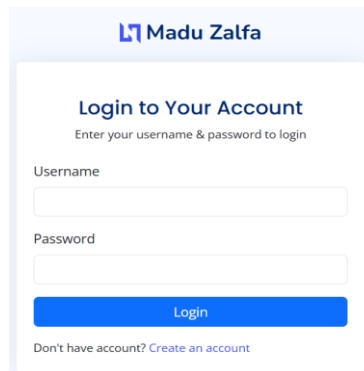 Madu Zalfa
Login to Your Account
Enter your username & password to login
Username
Password
Login
Don't have account? Create an account